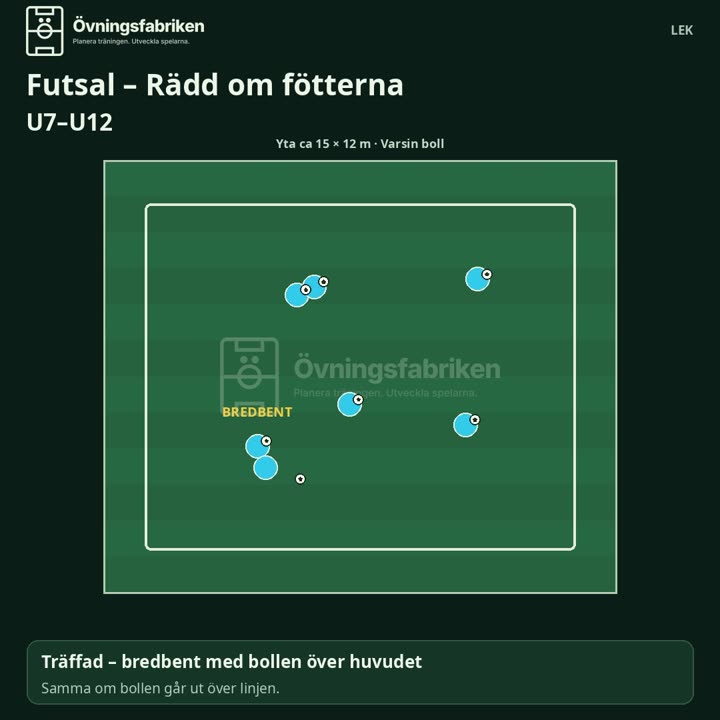 Övningsfabriken
Planera träningen. Utveckla spelarna.
LEK
Futsal – Rädd om fötterna
U7–U12
Yta ca 15 × 12 m · Varsin boll
Övningsfabriken
Planera träningen. Utveckla spelarna.
BREDBENT
Träffad – bredbent med bollen över huvudet
Samma om bollen går ut över linjen.